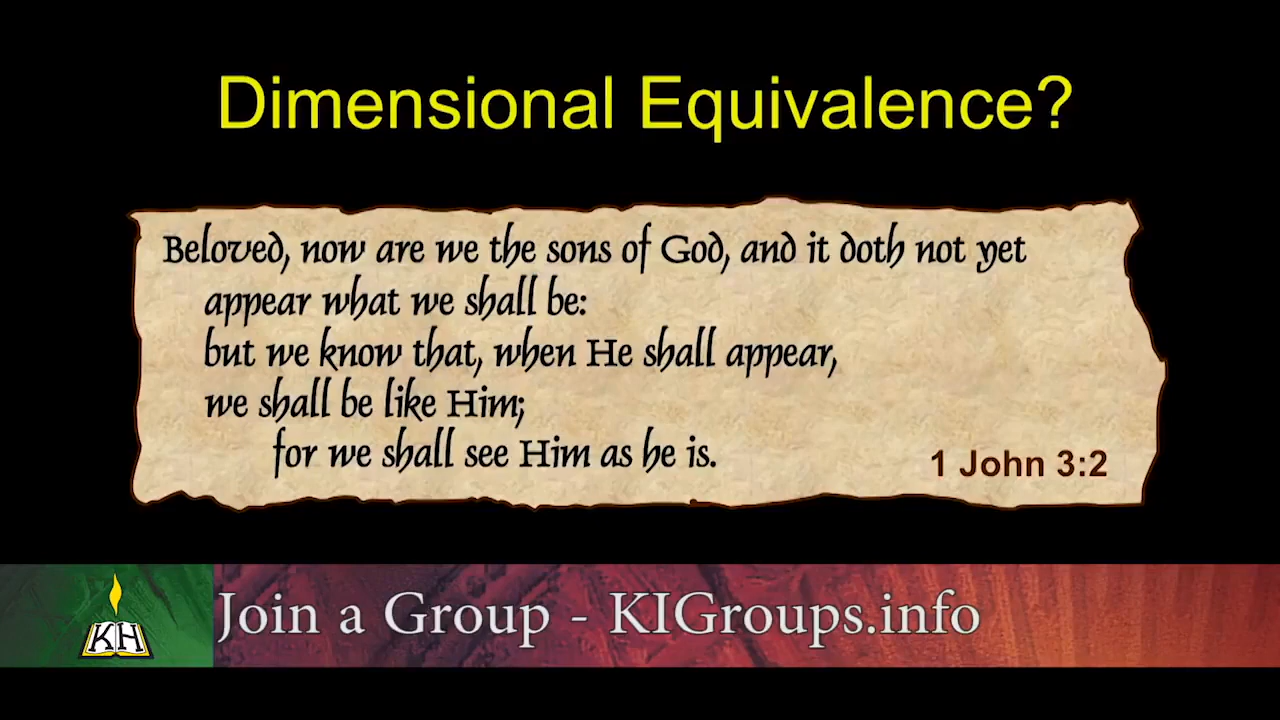 Dimensional Equivalence?
Beloved, now are we the sons of God, and it doth not yet
appear what we shall be:
but we know that, when He shall appear,
we shall be like Him;
for we shall see Him as he is.
1 John 3:2
KH
Join a Group - KIGroups.info